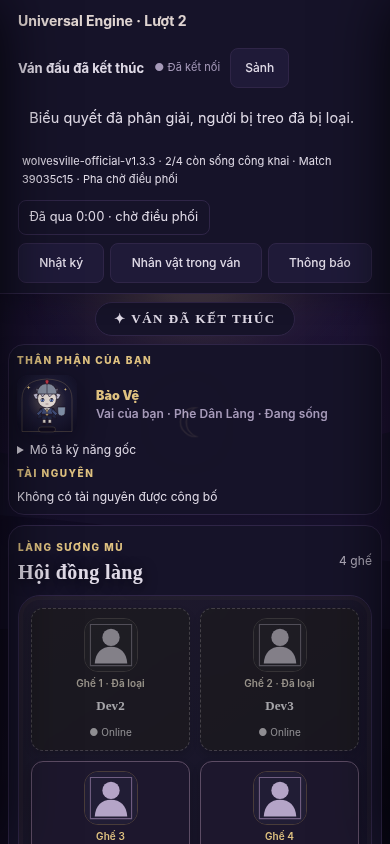 Universal Engine · Lượt 2
Ván đấu đã kết thúc ● Đã kết nối Sảnh
Biểu quyết đã phân giải, người bị treo đã bị loại.
wolvesville-official-v1.3.3 · 2/4 còn sống công khai · Match
39035c15 · Pha chờ điều phối
Đã qua 0:00 · chờ điều phối
Nhật ký Nhân vật trong ván Thông báo
✦ VÁN ĐÃ KẾT THÚC
THÂN PHẬN CỦA BẠN
Bảo Vệ
Vai của bạn · Phe Dân Làng · Đang sống
▶ Mô tả kỹ năng gốc
TÀI NGUYÊN
Không có tài nguyên được công bố
LÀNG SƯƠNG MÙ
4 ghế
Hội đồng làng
Ghế 1 · Đã loại Ghế 2 · Đã loại
Dev2 Dev3
● Online ● Online
Ghế 3 Ghế 4